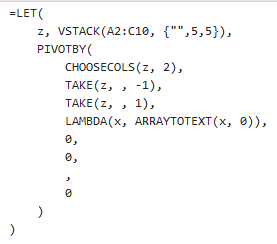 =LET(
z, VSTACK(A2:C10, {"",5,5}),
PIVOTBY(
CHOOSECOLS(z, 2),
TAKE(z, , -1),
TAKE(z, , 1),
LAMBDA(x, ARRAYTOTEXT(x, 0)),
0,
0,
,
0
)
)